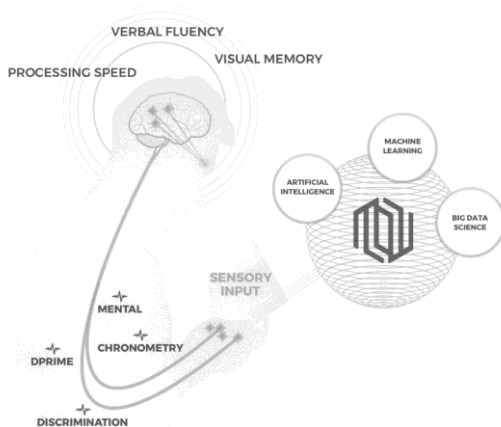 VERBAL FLUENCY
PROCESSING SPEED
VISUAL MEMORY
MACHINE
LEARNING
ARTIFICIAL
INTELLIGENCE
BIG DATA
SCIENCE
SENSORY
INPUT
MENTAL
CHRONOMETRY
DPRIME
DISCRIMINATION